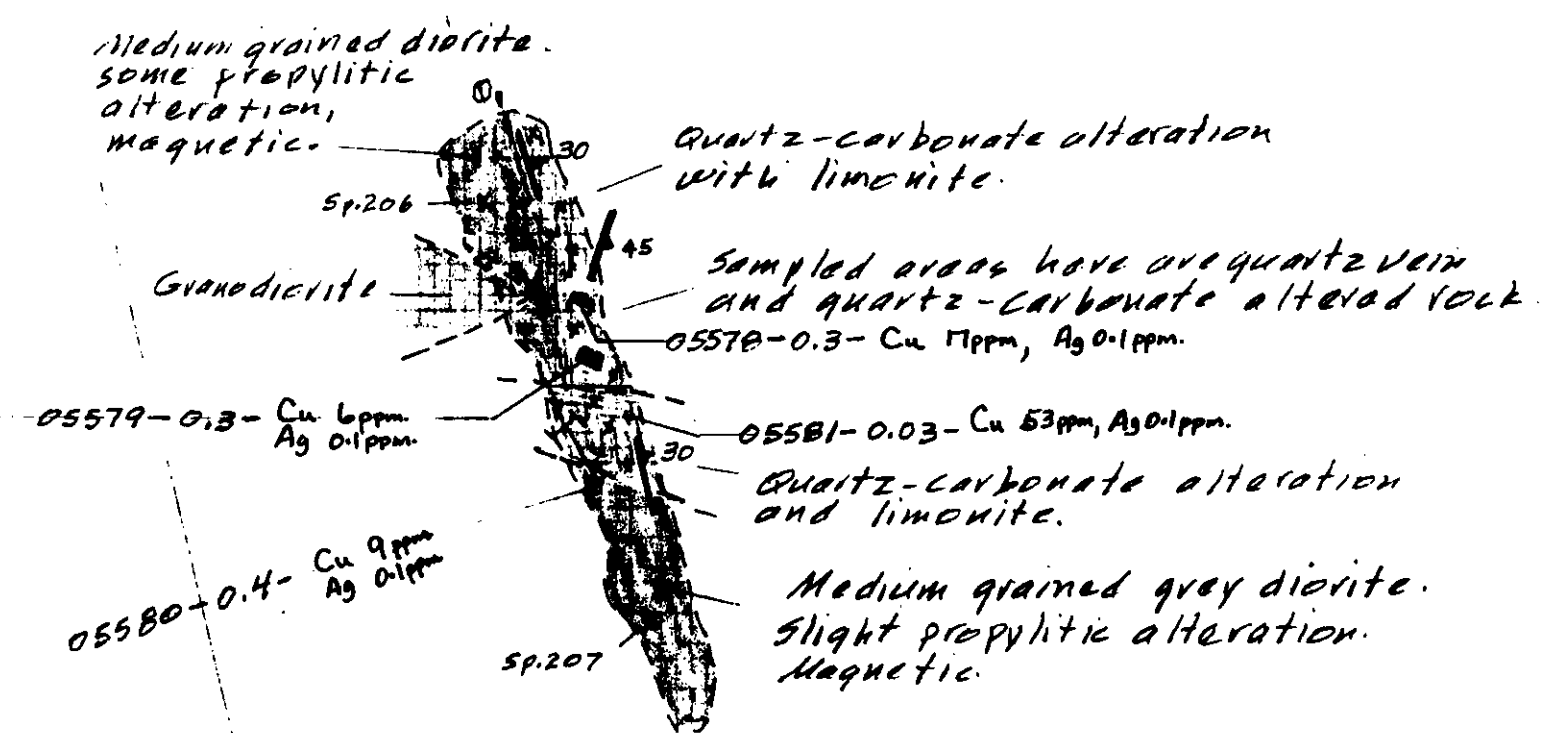 Medium grained diorite.
some propylitic
alteration,
magnetic.
30
Quartz-carbonate alteration
with limonite.
Sp.206
45
Granodiorite
Sampled areas have quartz vein
and quartz-carbonate altered rock
05578-0.3- Cu 17ppm, Ag 0.1ppm.
05579-0.3- Cu 6ppm.
Ag 0.1ppm.
05581-0.03- Cu 53ppm, Ag 0.1ppm.
30
Quartz-carbonate alteration
and limonite.
05580-0.4- Cu 9ppm
Ag 0.1ppm
Medium grained grey diorite.
Slight propylitic alteration.
Magnetic.
Sp.207